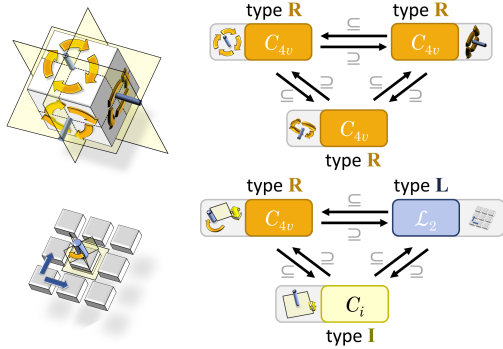 type R type R
⊆
C₄ᵥ C₄ᵥ
⊇
⊆ ⊇ ⊆ ⊇
C₄ᵥ
type R
type R type L
⊆
C₄ᵥ ℒ₂
⊇
⊆ ⊇ ⊆ ⊇
Cᵢ
type I